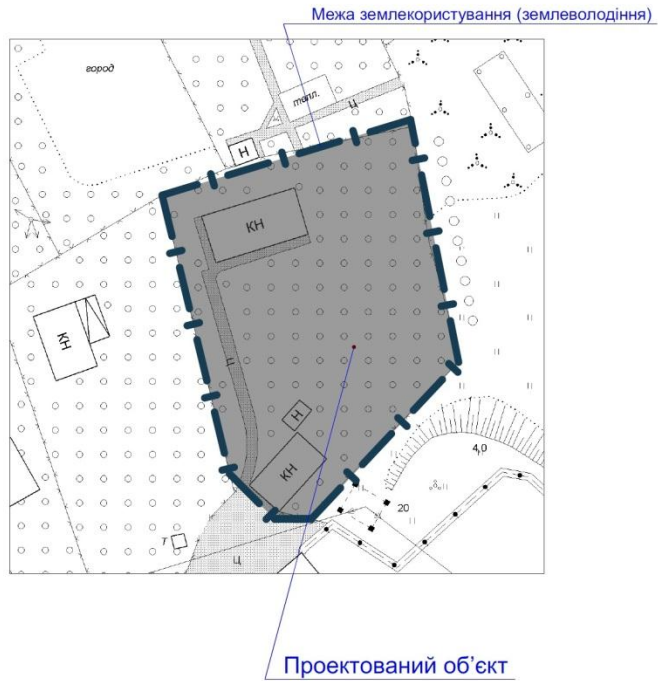 Межа землекористування (землеволодіння)
город
тепл.
Ц
Н
КН
КН
Ц
Н
КН
4,0
20
Т
Ц
Проектований об’єкт